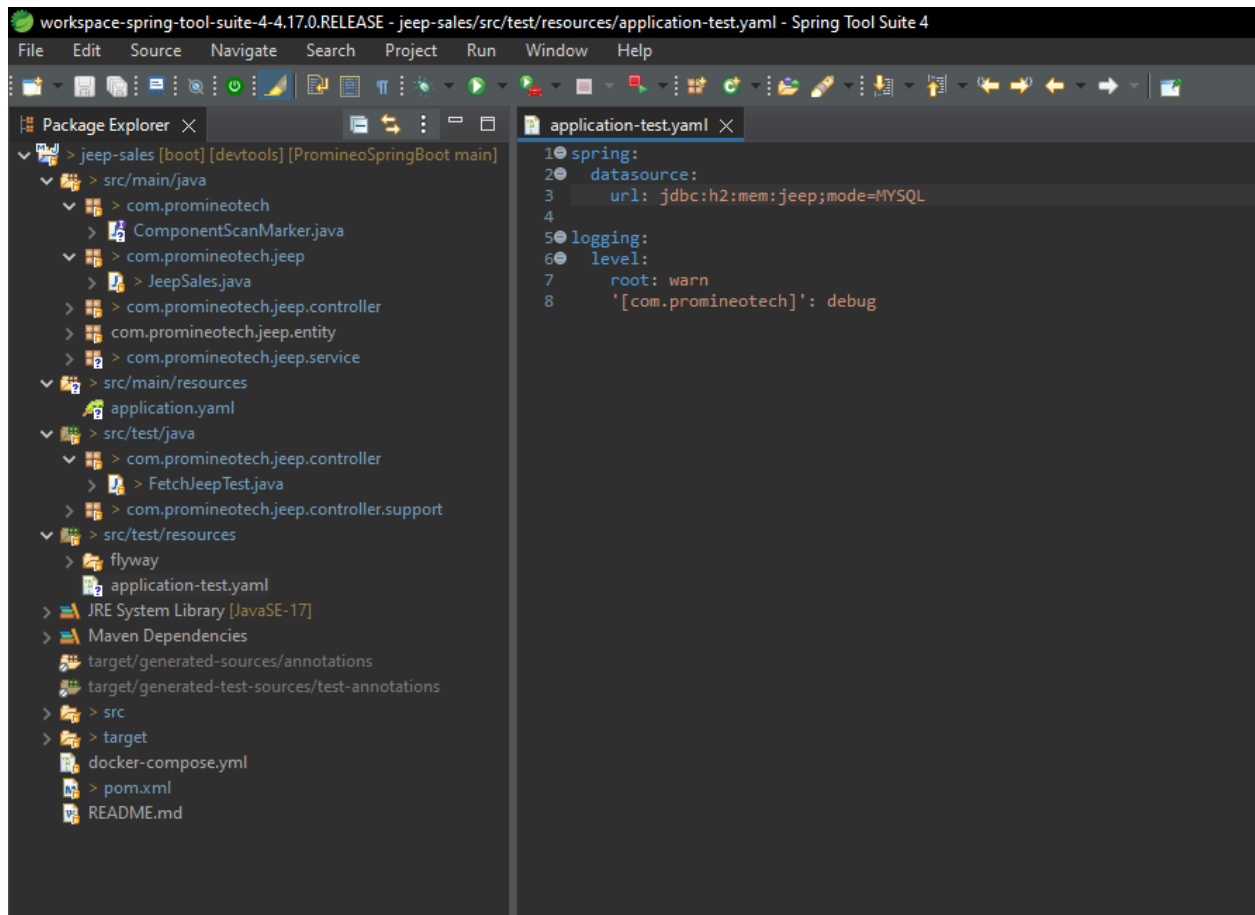 workspace-spring-tool-suite-4-4.17.0.RELEASE - jeep-sales/src/test/resources/application-test.yaml - Spring Tool Suite 4
File Edit Source Navigate Search Project Run Window Help
Package Explorer
> jeep-sales [boot] [devtools] [PromineoSpringBoot main]
> src/main/java
> com.promineotech
ComponentScanMarker.java
> com.promineotech.jeep
> JeepSales.java
> com.promineotech.jeep.controller
com.promineotech.jeep.entity
> com.promineotech.jeep.service
> src/main/resources
application.yaml
> src/test/java
> com.promineotech.jeep.controller
> FetchJeepTest.java
> com.promineotech.jeep.controller.support
> src/test/resources
flyway
application-test.yaml
JRE System Library [JavaSE-17]
Maven Dependencies
target/generated-sources/annotations
target/generated-test-sources/test-annotations
> src
> target
docker-compose.yml
> pom.xml
README.md
application-test.yaml
1 spring:
2 datasource:
3 url: jdbc:h2:mem:jeep;mode=MYSQL
4
5 logging:
6 level:
7 root: warn
8 '[com.promineotech]': debug